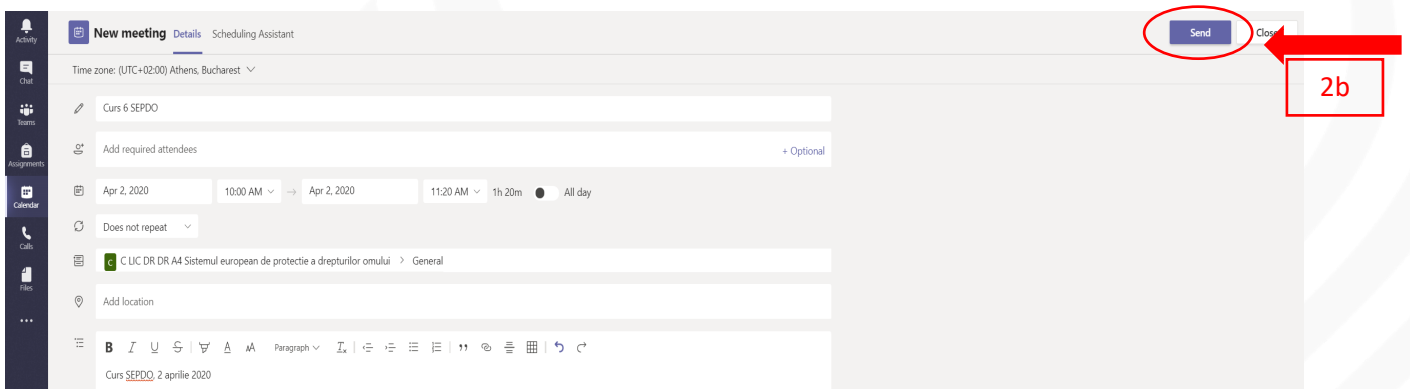 Activity
Chat
Teams
Assignments
Calendar
Calls
Files
New meeting Details Scheduling Assistant
Send Close
2b
Time zone: (UTC+02:00) Athens, Bucharest
Curs 6 SEPDO
Add required attendees + Optional
Apr 2, 2020 10:00 AM → Apr 2, 2020 11:20 AM 1h 20m All day
Does not repeat
C C LIC DR DR A4 Sistemul european de protectie a drepturilor omului > General
Add location
B I U S A AA Paragraph Ix
Curs SEPDO, 2 aprilie 2020